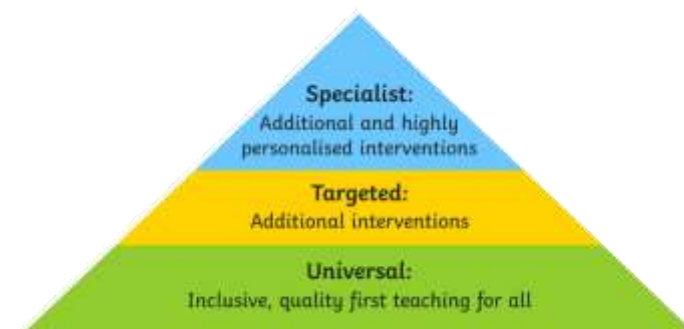 Specialist:
Additional and highly
personalised interventions
Targeted:
Additional interventions
Universal:
Inclusive, quality first teaching for all